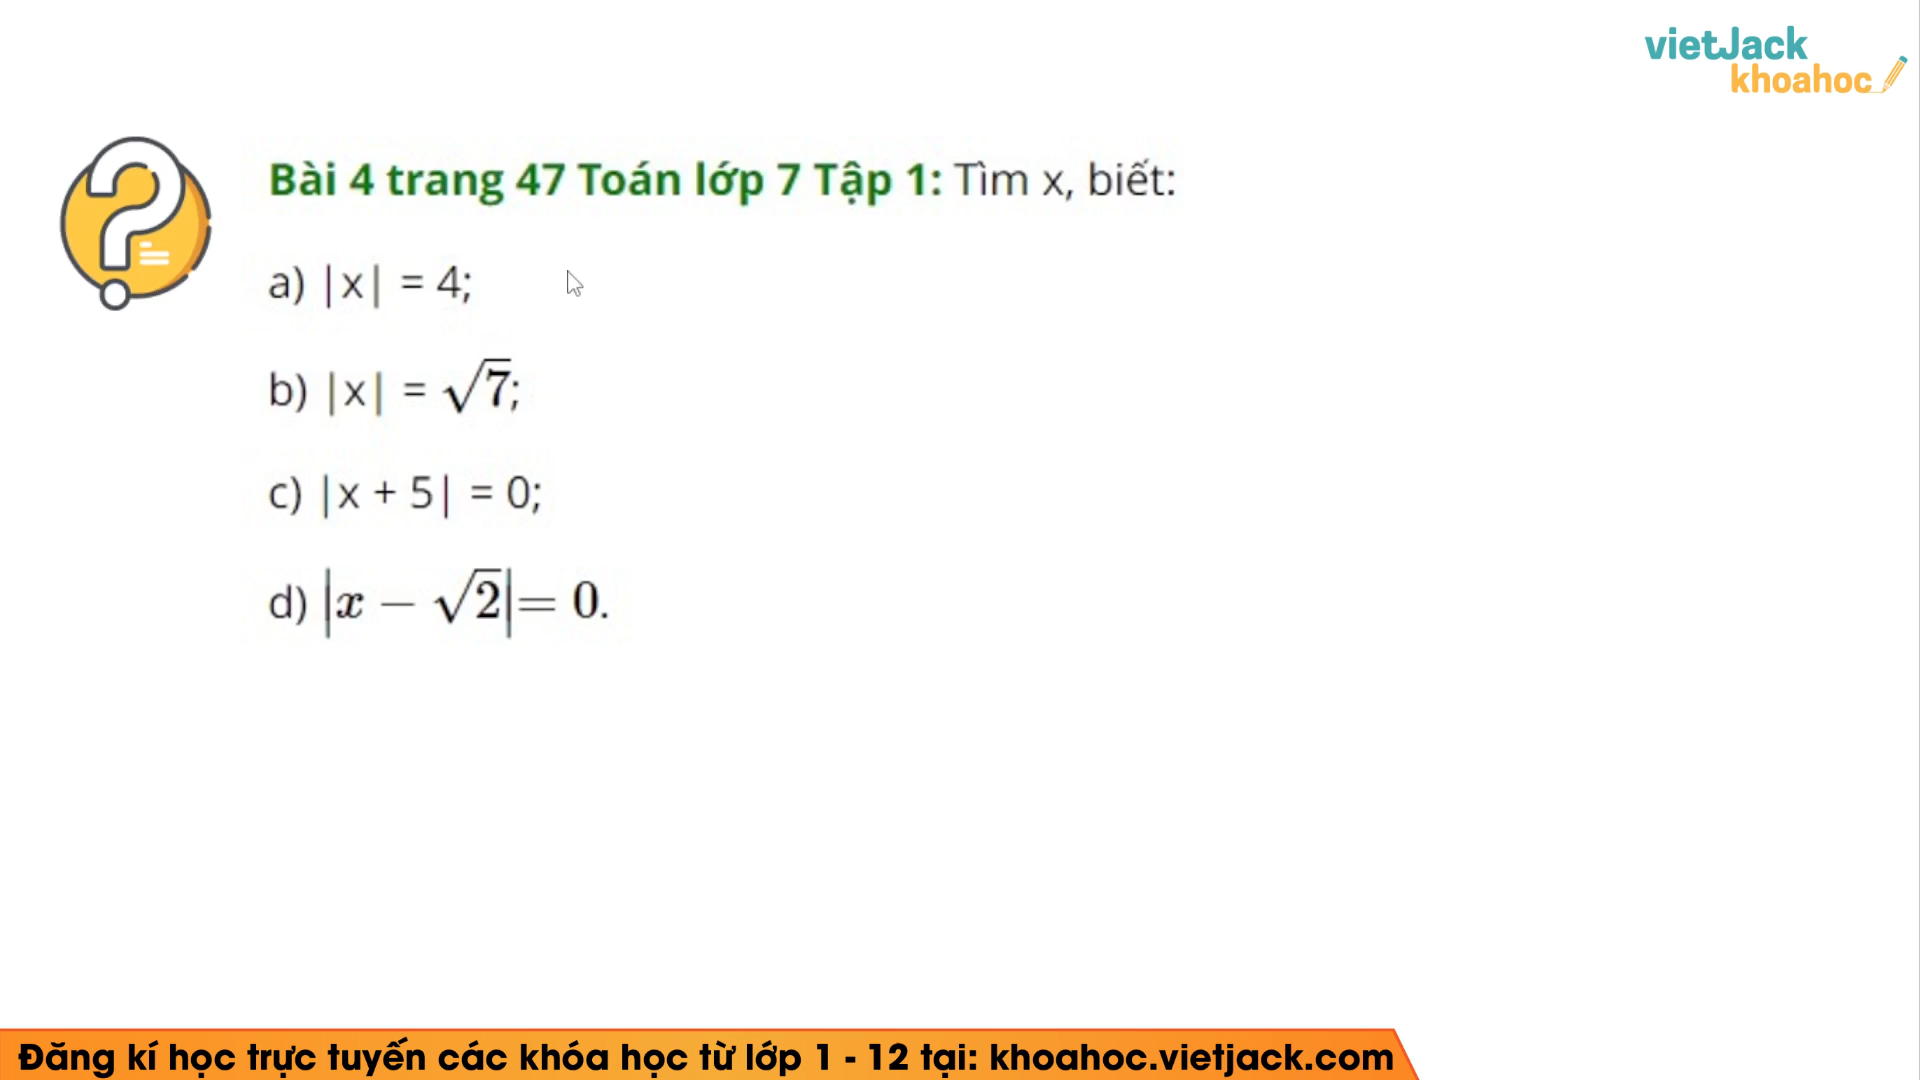 vietJack
khoahoc
Bài 4 trang 47 Toán lớp 7 Tập 1: Tìm x, biết:
a) |x| = 4;
b) |x| = √7;
c) |x + 5| = 0;
d) |x − √2| = 0.
Đăng kí học trực tuyến các khóa học từ lớp 1 - 12 tại: khoahoc.vietjack.com